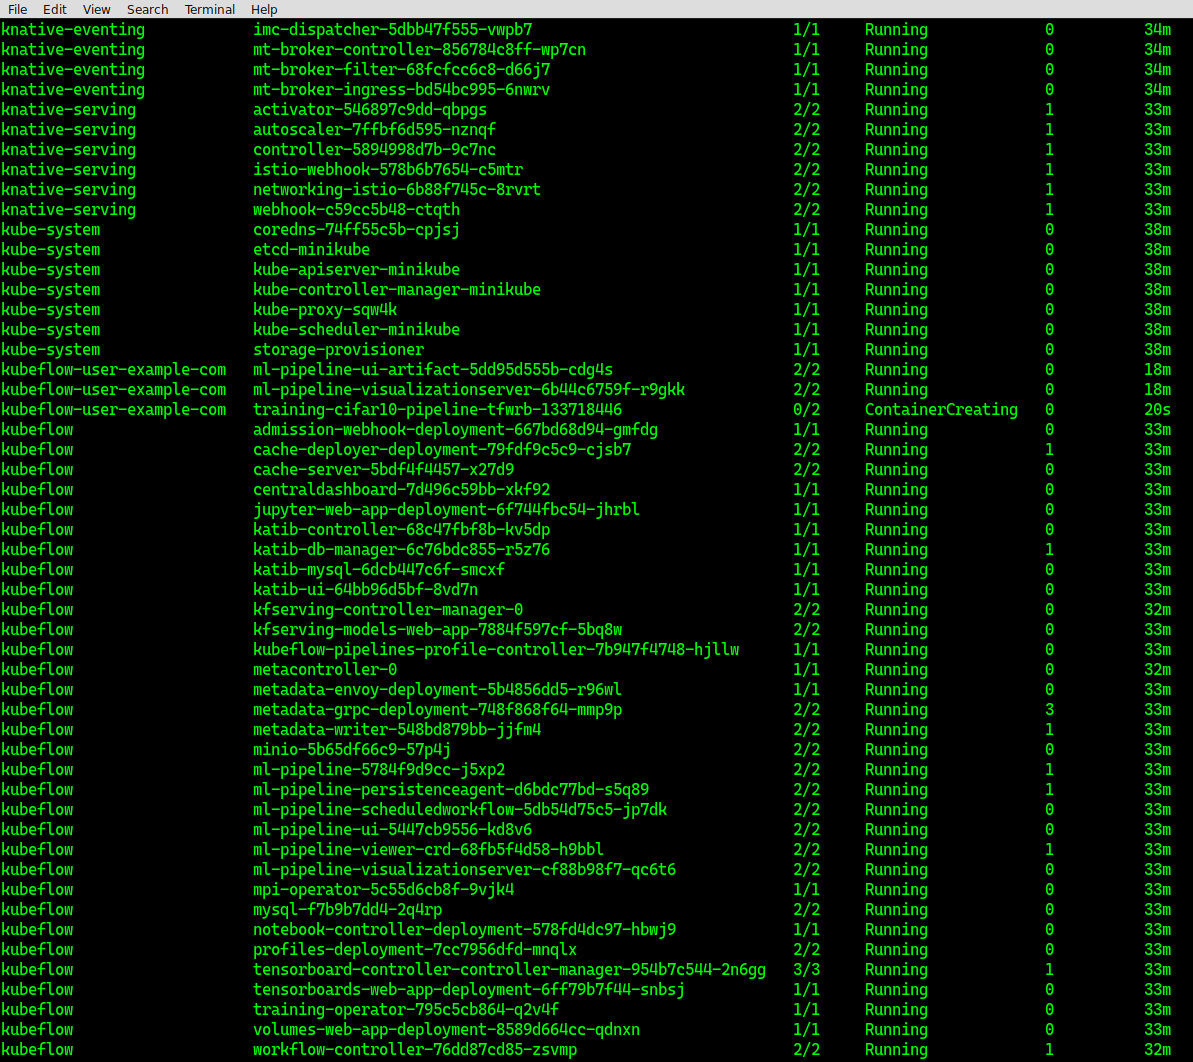 File Edit View Search Terminal Help
knative-eventing imc-dispatcher-5dbb47f555-vwpb7 1/1 Running 0 34m
knative-eventing mt-broker-controller-856784c8ff-wp7cn 1/1 Running 0 34m
knative-eventing mt-broker-filter-68fcfcc6c8-d66j7 1/1 Running 0 34m
knative-eventing mt-broker-ingress-bd54bc995-6nwrv 1/1 Running 0 34m
knative-serving activator-546897c9dd-qbpgs 2/2 Running 1 33m
knative-serving autoscaler-7ffbf6d595-nznqf 2/2 Running 1 33m
knative-serving controller-5894998d7b-9c7nc 2/2 Running 1 33m
knative-serving istio-webhook-578b6b7654-c5mtr 2/2 Running 1 33m
knative-serving networking-istio-6b88f745c-8rvrt 2/2 Running 1 33m
knative-serving webhook-c59cc5b48-ctqth 2/2 Running 1 33m
kube-system coredns-74ff55c5b-cpjsj 1/1 Running 0 38m
kube-system etcd-minikube 1/1 Running 0 38m
kube-system kube-apiserver-minikube 1/1 Running 0 38m
kube-system kube-controller-manager-minikube 1/1 Running 0 38m
kube-system kube-proxy-sqw4k 1/1 Running 0 38m
kube-system kube-scheduler-minikube 1/1 Running 0 38m
kube-system storage-provisioner 1/1 Running 0 38m
kubeflow-user-example-com ml-pipeline-ui-artifact-5dd95d555b-cdg4s 2/2 Running 0 18m
kubeflow-user-example-com ml-pipeline-visualizationserver-6b44c6759f-r9gkk 2/2 Running 0 18m
kubeflow-user-example-com training-cifar10-pipeline-tfwrb-133718446 0/2 ContainerCreating 0 20s
kubeflow admission-webhook-deployment-667bd68d94-gmfdg 1/1 Running 0 33m
kubeflow cache-deployer-deployment-79fdf9c5c9-cjsb7 2/2 Running 1 33m
kubeflow cache-server-5bdf4f4457-x27d9 2/2 Running 0 33m
kubeflow centraldashboard-7d496c59bb-xkf92 1/1 Running 0 33m
kubeflow jupyter-web-app-deployment-6f744fbc54-jhrbl 1/1 Running 0 33m
kubeflow katib-controller-68c47fbf8b-kv5dp 1/1 Running 0 33m
kubeflow katib-db-manager-6c76bdc855-r5z76 1/1 Running 1 33m
kubeflow katib-mysql-6dcb447c6f-smcxf 1/1 Running 0 33m
kubeflow katib-ui-64bb96d5bf-8vd7n 1/1 Running 0 33m
kubeflow kfserving-controller-manager-0 2/2 Running 0 32m
kubeflow kfserving-models-web-app-7884f597cf-5bq8w 2/2 Running 0 33m
kubeflow kubeflow-pipelines-profile-controller-7b947f4748-hjllw 1/1 Running 0 33m
kubeflow metacontroller-0 1/1 Running 0 32m
kubeflow metadata-envoy-deployment-5b4856dd5-r96wl 1/1 Running 0 33m
kubeflow metadata-grpc-deployment-748f868f64-mmp9p 2/2 Running 3 33m
kubeflow metadata-writer-548bd879bb-jjfm4 2/2 Running 1 33m
kubeflow minio-5b65df66c9-57p4j 2/2 Running 0 33m
kubeflow ml-pipeline-5784f9d9cc-j5xp2 2/2 Running 1 33m
kubeflow ml-pipeline-persistenceagent-d6bdc77bd-s5q89 2/2 Running 1 33m
kubeflow ml-pipeline-scheduledworkflow-5db54d75c5-jp7dk 2/2 Running 0 33m
kubeflow ml-pipeline-ui-5447cb9556-kd8v6 2/2 Running 0 33m
kubeflow ml-pipeline-viewer-crd-68fb5f4d58-h9bbl 2/2 Running 1 33m
kubeflow ml-pipeline-visualizationserver-cf88b98f7-qc6t6 2/2 Running 0 33m
kubeflow mpi-operator-5c55d6cb8f-9vjk4 1/1 Running 0 33m
kubeflow mysql-f7b9b7dd4-2q4rp 2/2 Running 0 33m
kubeflow notebook-controller-deployment-578fd4dc97-hbwj9 1/1 Running 0 33m
kubeflow profiles-deployment-7cc7956dfd-mnqlx 2/2 Running 0 33m
kubeflow tensorboard-controller-controller-manager-954b7c544-2n6gg 3/3 Running 1 33m
kubeflow tensorboards-web-app-deployment-6ff79b7f44-snbsj 1/1 Running 0 33m
kubeflow training-operator-795c5cb864-q2v4f 1/1 Running 0 33m
kubeflow volumes-web-app-deployment-8589d664cc-qdnxn 1/1 Running 0 33m
kubeflow workflow-controller-76dd87cd85-zsvmp 2/2 Running 1 32m